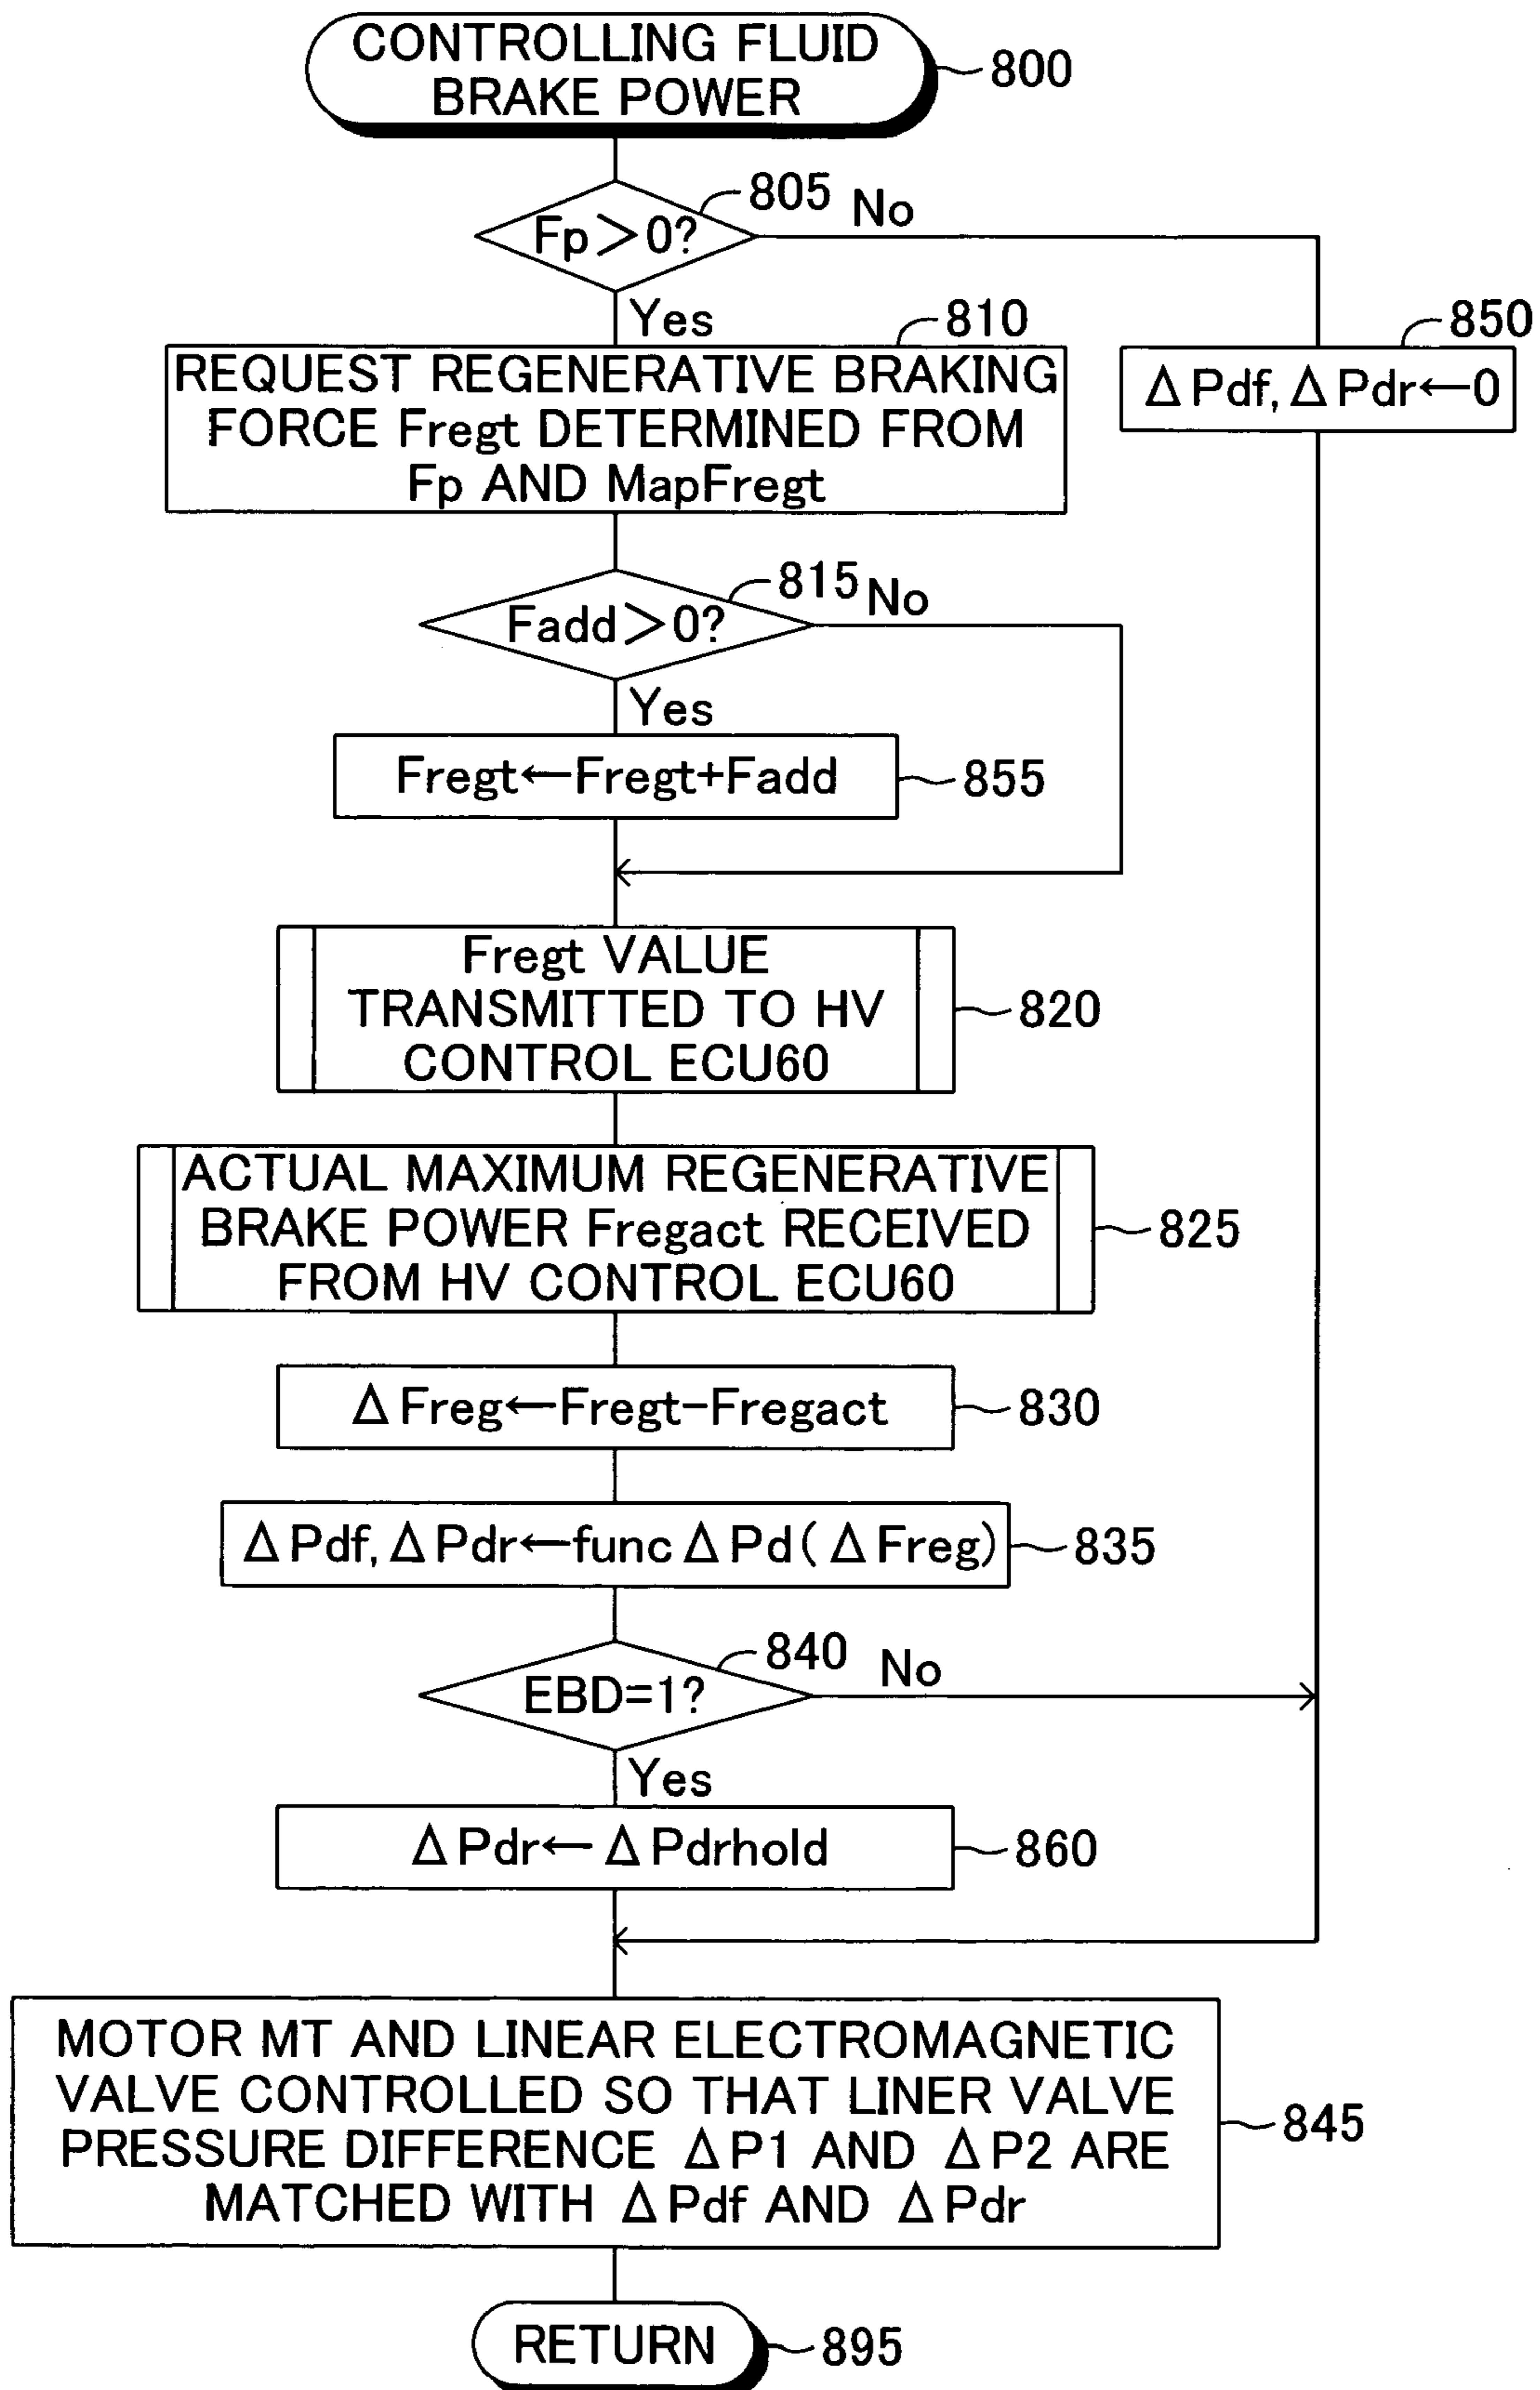 CONTROLLING FLUID
BRAKE POWER
800
Fp>0?
805
No
Yes
810
REQUEST REGENERATIVE BRAKING
FORCE Fregt DETERMINED FROM
Fp AND MapFregt
850
ΔPdf, ΔPdr←0
Fadd>0?
815
No
Yes
Fregt←Fregt+Fadd
855
Fregt VALUE
TRANSMITTED TO HV
CONTROL ECU60
820
ACTUAL MAXIMUM REGENERATIVE
BRAKE POWER Fregact RECEIVED
FROM HV CONTROL ECU60
825
ΔFreg←Fregt-Fregact
830
ΔPdf, ΔPdr←func ΔPd(ΔFreg)
835
EBD=1?
840
No
Yes
ΔPdr← ΔPdrhold
860
MOTOR MT AND LINEAR ELECTROMAGNETIC
VALVE CONTROLLED SO THAT LINER VALVE
PRESSURE DIFFERENCE ΔP1 AND ΔP2 ARE
MATCHED WITH ΔPdf AND ΔPdr
845
RETURN
895